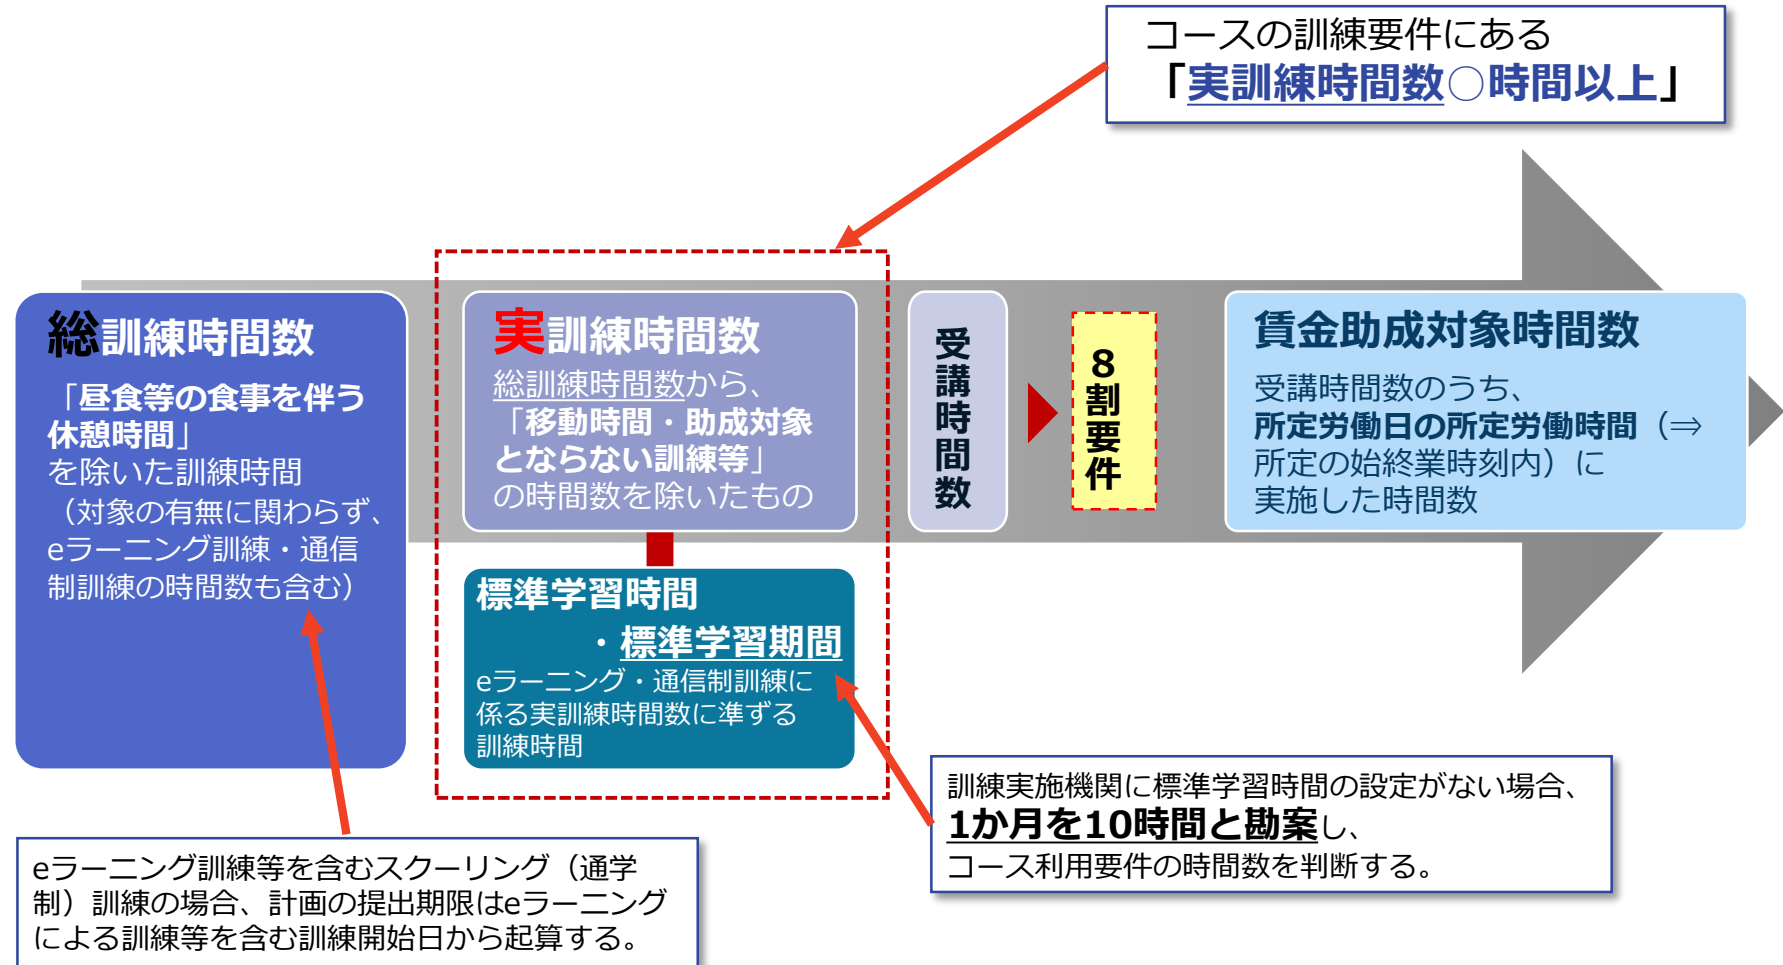 コースの訓練要件にある
「実訓練時間数○時間以上」
総訓練時間数
「昼食等の食事を伴う
休憩時間」
を除いた訓練時間
（対象の有無に関わらず、
eラーニング訓練・通信
制訓練の時間数も含む）
実訓練時間数
総訓練時間数から、
「移動時間・助成対象
とならない訓練等」
の時間数を除いたもの
標準学習時間
・標準学習期間
eラーニング・通信制訓練に
係る実訓練時間数に準ずる
訓練時間
受講時間数
8割要件
賃金助成対象時間数
受講時間数のうち、
所定労働日の所定労働時間（⇒
所定の始終業時刻内）に
実施した時間数
訓練実施機関に標準学習時間の設定がない場合、
1か月を10時間と勘案し、
コース利用要件の時間数を判断する。
eラーニング訓練等を含むスクーリング（通学
制）訓練の場合、計画の提出期限はeラーニング
による訓練等を含む訓練開始日から起算する。